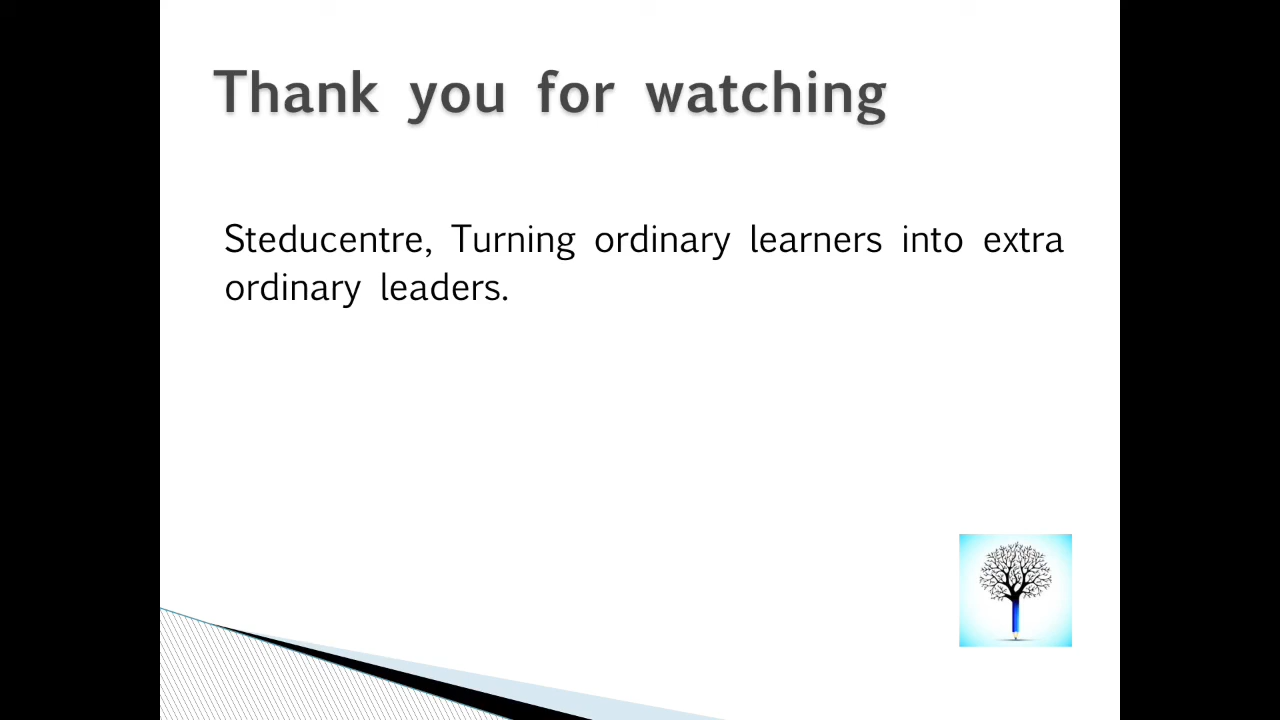 Thank you for watching
Steducentre, Turning ordinary learners into extra
ordinary leaders.